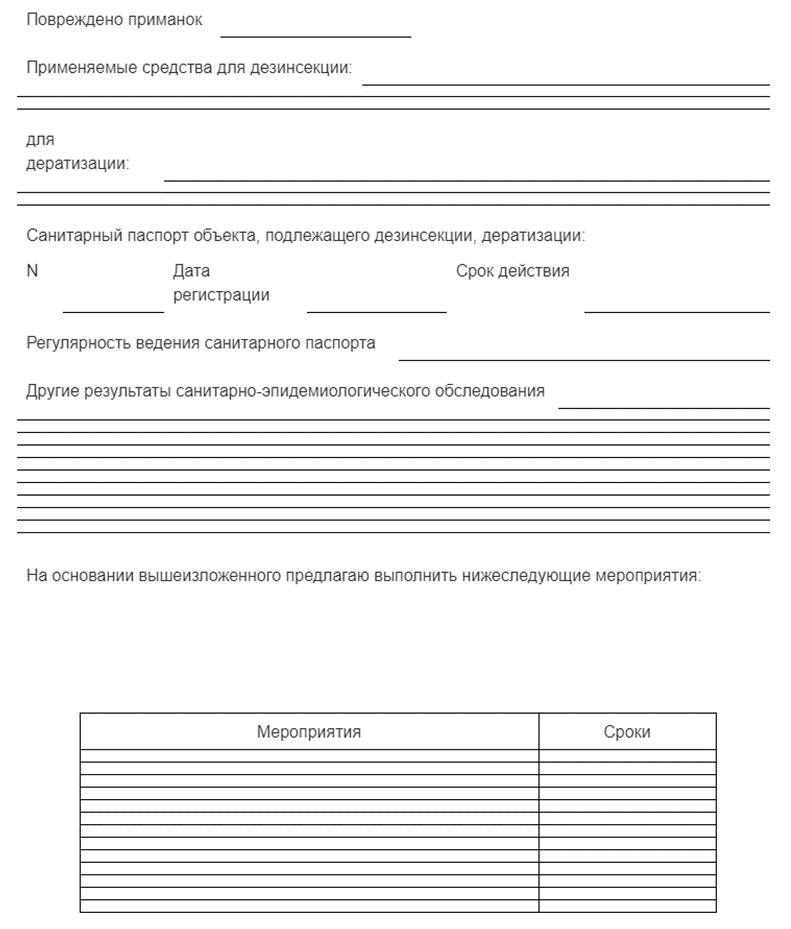 Повреждено приманок
Применяемые средства для дезинсекции:
для
дератизации:
Санитарный паспорт объекта, подлежащего дезинсекции, дератизации:
N Дата Срок действия
регистрации
Регулярность ведения санитарного паспорта
Другие результаты санитарно-эпидемиологического обследования
На основании вышеизложенного предлагаю выполнить нижеследующие мероприятия:
Мероприятия Сроки